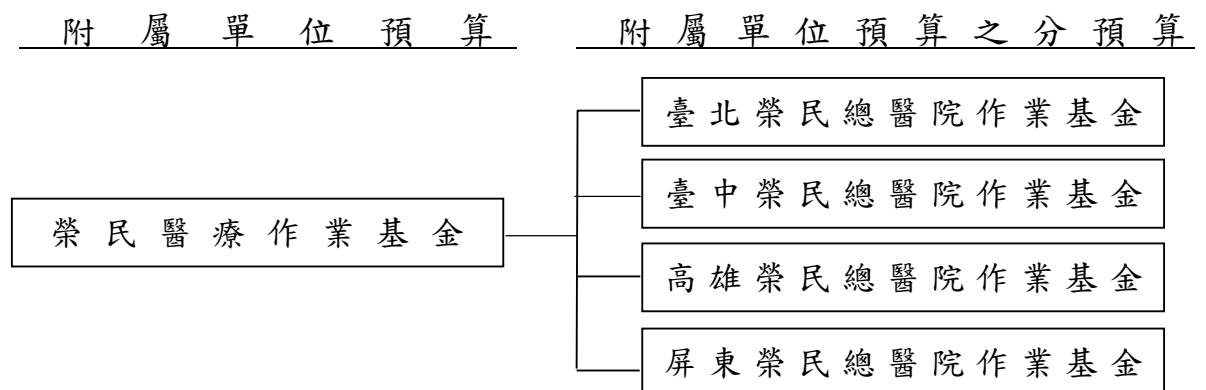 附屬單位預算
附屬單位預算之分預算
臺北榮民總醫院作業基金
臺中榮民總醫院作業基金
榮民醫療作業基金
高雄榮民總醫院作業基金
屏東榮民總醫院作業基金